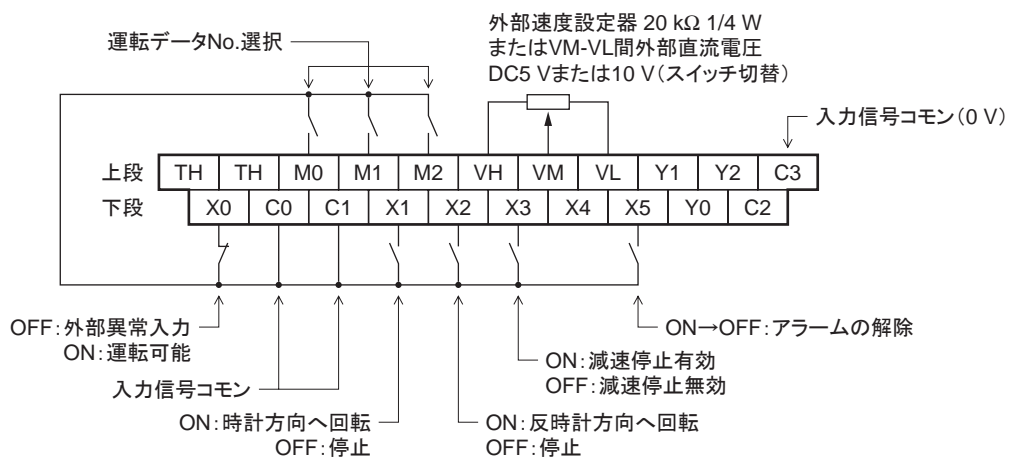 外部速度設定器 20 kΩ 1/4 W
またはVM-VL間外部直流電圧
DC5 Vまたは10 V（スイッチ切替）
運転データNo.選択
入力信号コモン（0 V）
上段 TH TH M0 M1 M2 VH VM VL Y1 Y2 C3
下段 X0 C0 C1 X1 X2 X3 X4 X5 Y0 C2
OFF：外部異常入力
ON：運転可能
ON→OFF：アラームの解除
ON：減速停止有効
OFF：減速停止無効
入力信号コモン
ON：時計方向へ回転
OFF：停止
ON：反時計方向へ回転
OFF：停止